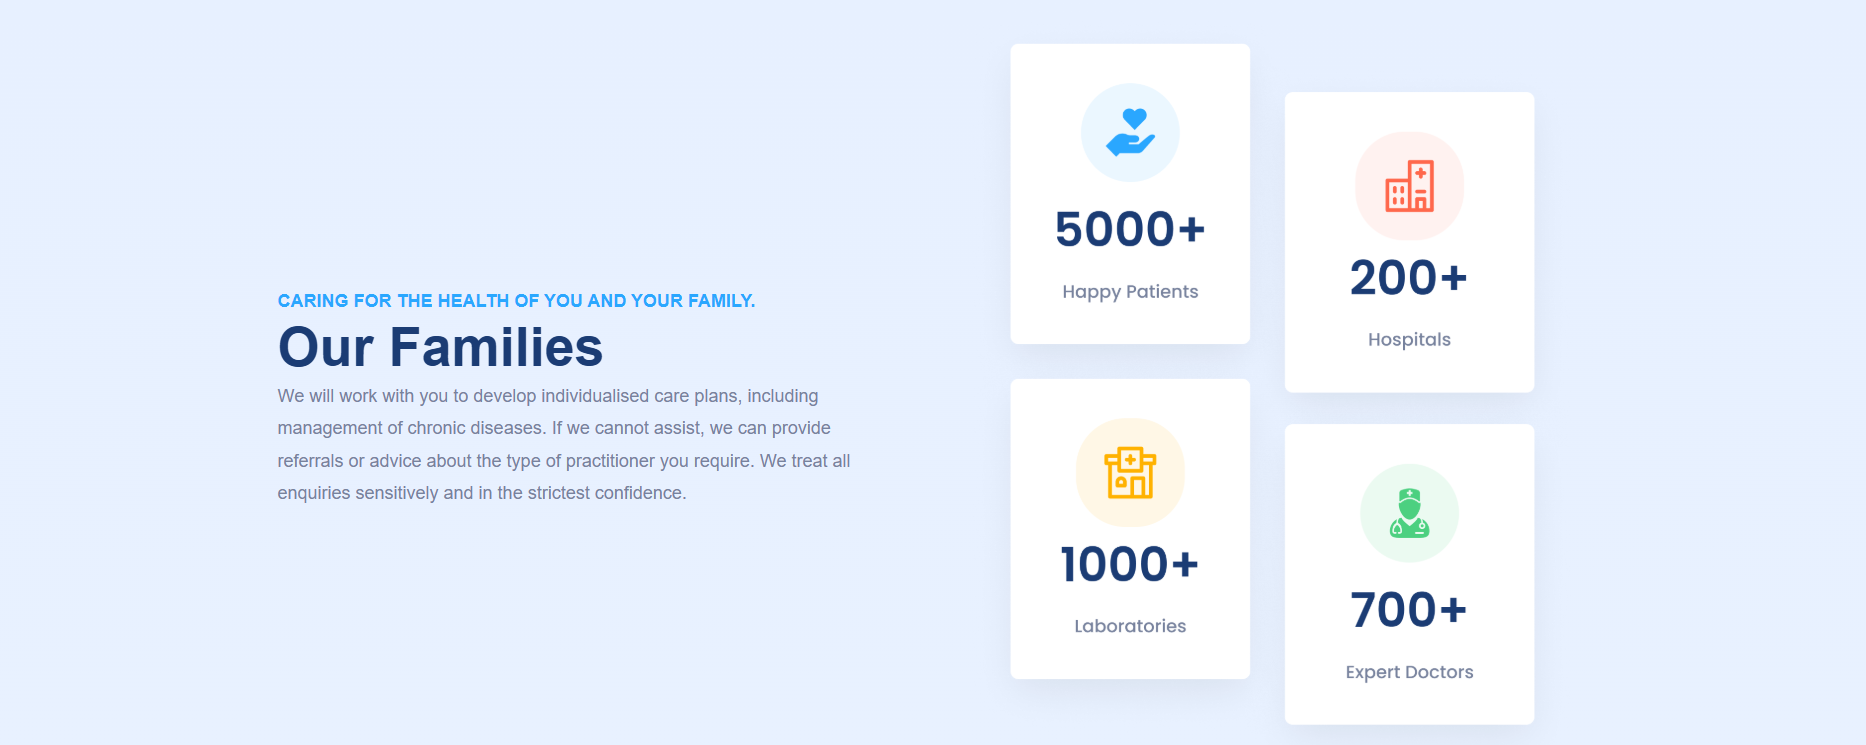 CARING FOR THE HEALTH OF YOU AND YOUR FAMILY.
Our Families
We will work with you to develop individualised care plans, including
management of chronic diseases. If we cannot assist, we can provide
referrals or advice about the type of practitioner you require. We treat all
enquiries sensitively and in the strictest confidence.
5000+
Happy Patients
200+
Hospitals
1000+
Laboratories
700+
Expert Doctors